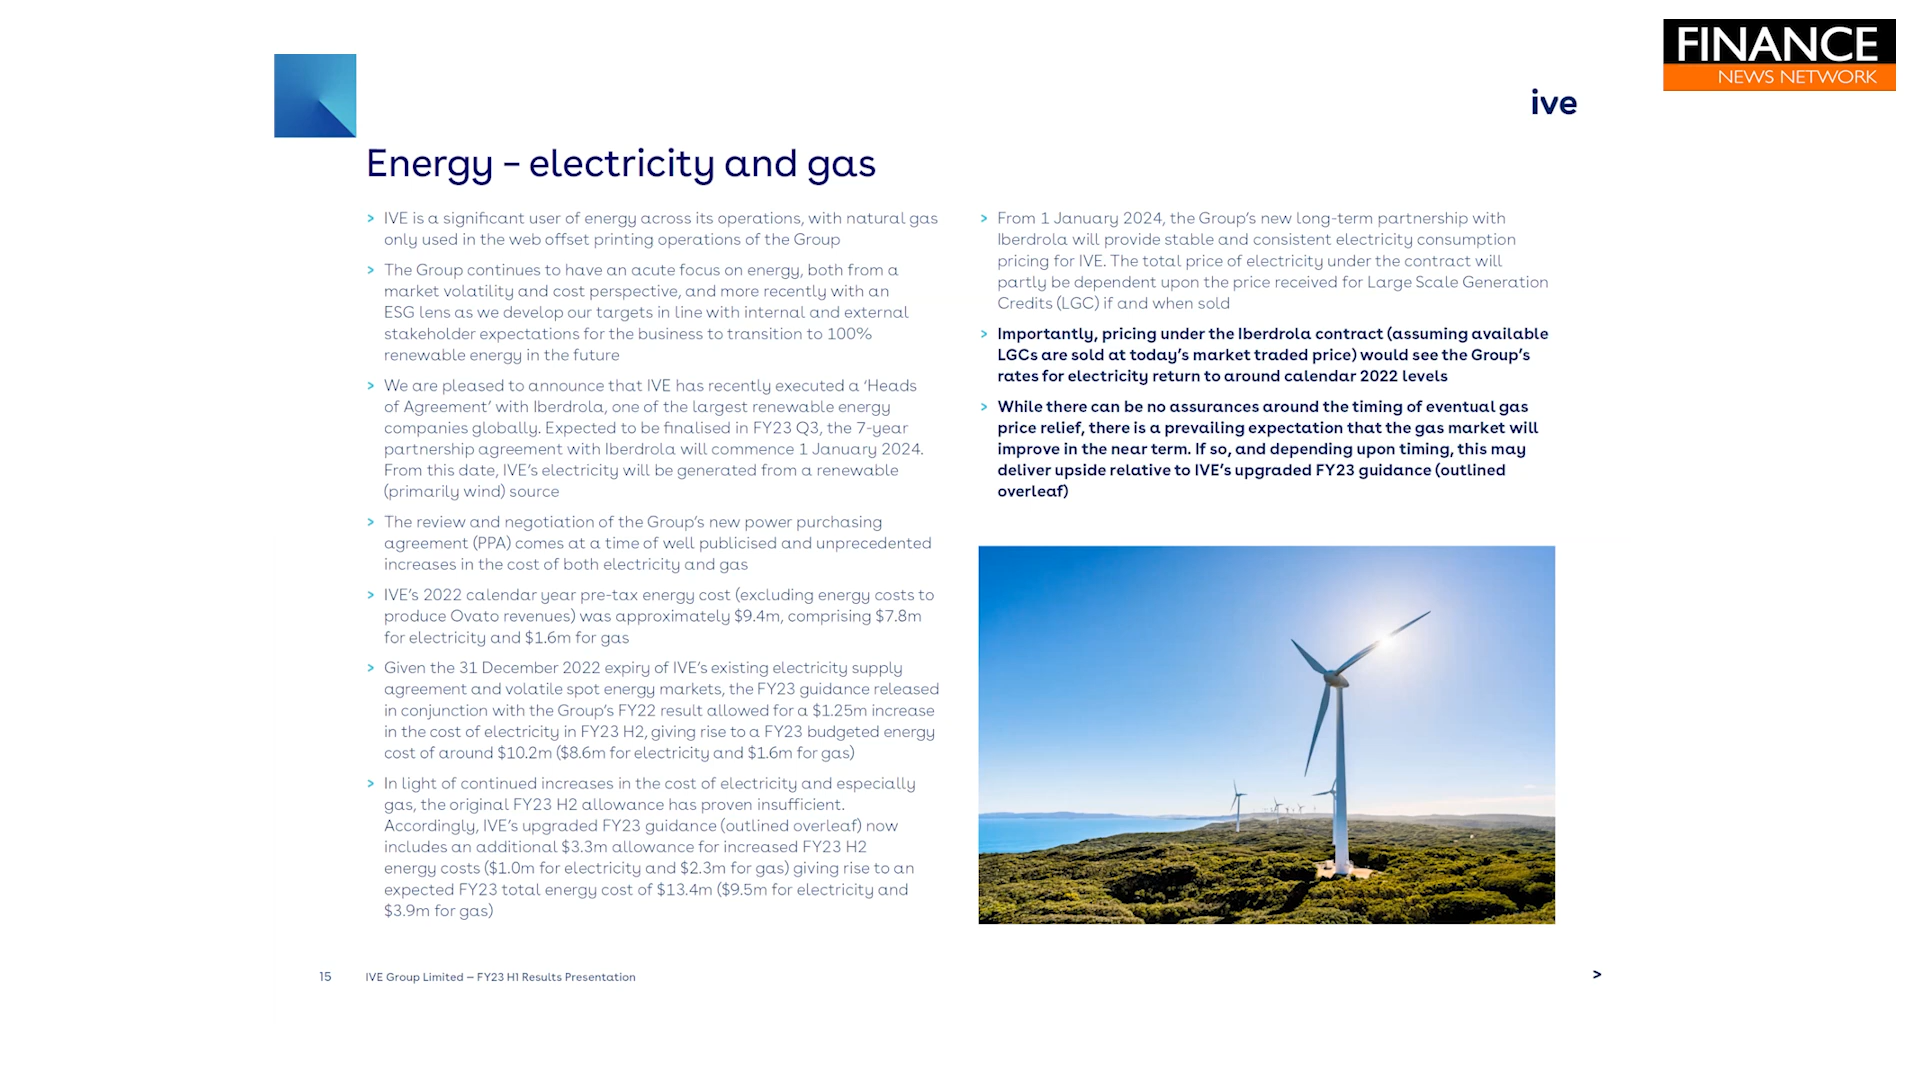 FINANCE
NEWS NETWORK
ive
Energy – electricity and gas
> IVE is a significant user of energy across its operations, with natural gas
only used in the web offset printing operations of the Group
> The Group continues to have an acute focus on energy, both from a
market volatility and cost perspective, and more recently with an
ESG lens as we develop our targets in line with internal and external
stakeholder expectations for the business to transition to 100%
renewable energy in the future
> We are pleased to announce that IVE has recently executed a ‘Heads
of Agreement’ with Iberdrola, one of the largest renewable energy
companies globally. Expected to be finalised in FY23 Q3, the 7-year
partnership agreement with Iberdrola will commence 1 January 2024.
From this date, IVE’s electricity will be generated from a renewable
(primarily wind) source
> The review and negotiation of the Group’s new power purchasing
agreement (PPA) comes at a time of well publicised and unprecedented
increases in the cost of both electricity and gas
> IVE’s 2022 calendar year pre-tax energy cost (excluding energy costs to
produce Ovato revenues) was approximately $9.4m, comprising $7.8m
for electricity and $1.6m for gas
> Given the 31 December 2022 expiry of IVE’s existing electricity supply
agreement and volatile spot energy markets, the FY23 guidance released
in conjunction with the Group’s FY22 result allowed for a $1.25m increase
in the cost of electricity in FY23 H2, giving rise to a FY23 budgeted energy
cost of around $10.2m ($8.6m for electricity and $1.6m for gas)
> In light of continued increases in the cost of electricity and especially
gas, the original FY23 H2 allowance has proven insufficient.
Accordingly, IVE’s upgraded FY23 guidance (outlined overleaf) now
includes an additional $3.3m allowance for increased FY23 H2
energy costs ($1.0m for electricity and $2.3m for gas) giving rise to an
expected FY23 total energy cost of $13.4m ($9.5m for electricity and
$3.9m for gas)
> From 1 January 2024, the Group’s new long-term partnership with
Iberdrola will provide stable and consistent electricity consumption
pricing for IVE. The total price of electricity under the contract will
partly be dependent upon the price received for Large Scale Generation
Credits (LGC) if and when sold
> Importantly, pricing under the Iberdrola contract (assuming available
LGCs are sold at today’s market traded price) would see the Group’s
rates for electricity return to around calendar 2022 levels
> While there can be no assurances around the timing of eventual gas
price relief, there is a prevailing expectation that the gas market will
improve in the near term. If so, and depending upon timing, this may
deliver upside relative to IVE’s upgraded FY23 guidance (outlined
overleaf)
15 IVE Group Limited – FY23 H1 Results Presentation
>